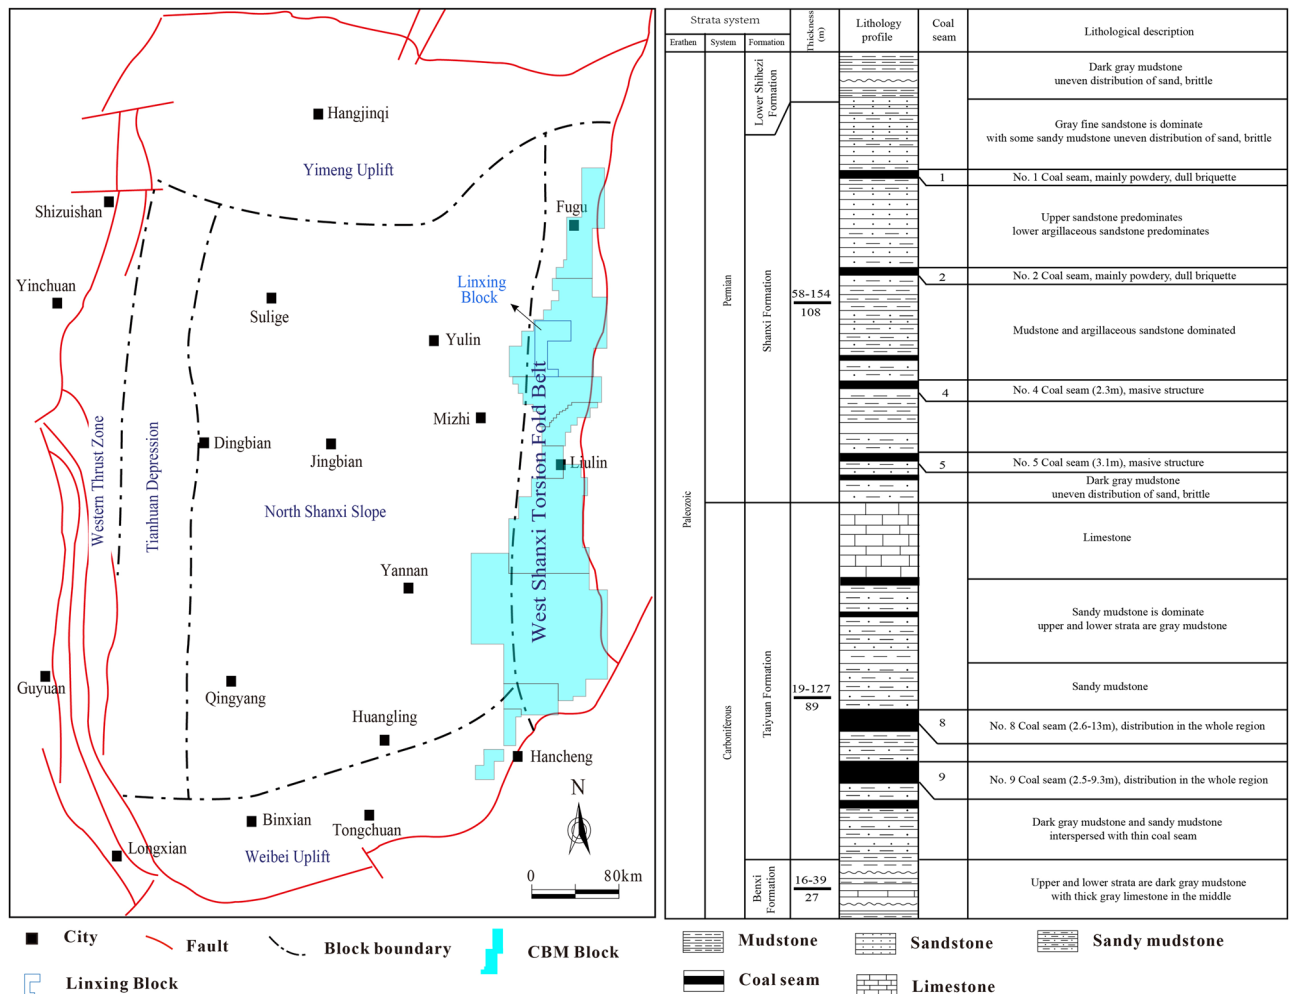 Hangjinqi
Yimeng Uplift
Shizuishan
Fugu
Yinchuan
Linxing
Block
Sulige
Yulin
Mizhi
Dingbian
Jingbian
Liulin
Western Thrust Zone
Tianhuan Depression
North Shanxi Slope
West Shanxi Torsion Fold Belt
Yannan
Guyuan
Qingyang
Huangling
Hancheng
N
Binxian
Tongchuan
Longxian
Weibei Uplift
0
80km
City
Fault
Block boundary
CBM Block
Linxing Block
Strata system
Erathen
System
Formation
Thickness
(m)
Lithology
profile
Coal
seam
Lithological description
Paleozoic
Permian
Carboniferous
Lower Shihezi
Formation
Shanxi Formation
Taiyuan Formation
Benxi
Formation
58-154
108
19-127
89
16-39
27
1
2
4
5
8
9
Dark gray mudstone
uneven distribution of sand, brittle
Gray fine sandstone is dominate
with some sandy mudstone uneven distribution of sand, brittle
No. 1 Coal seam, mainly powdery, dull briquette
Upper sandstone predominates
lower argillaceous sandstone predominates
No. 2 Coal seam, mainly powdery, dull briquette
Mudstone and argillaceous sandstone dominated
No. 4 Coal seam (2.3m), masive structure
No. 5 Coal seam (3.1m), masive structure
Dark gray mudstone
uneven distribution of sand, brittle
Limestone
Sandy mudstone is dominate
upper and lower strata are gray mudstone
Sandy mudstone
No. 8 Coal seam (2.6-13m), distribution in the whole region
No. 9 Coal seam (2.5-9.3m), distribution in the whole region
Dark gray mudstone and sandy mudstone
interspersed with thin coal seam
Upper and lower strata are dark gray mudstone
with thick gray limestone in the middle
Mudstone
Sandstone
Sandy mudstone
Coal seam
Limestone